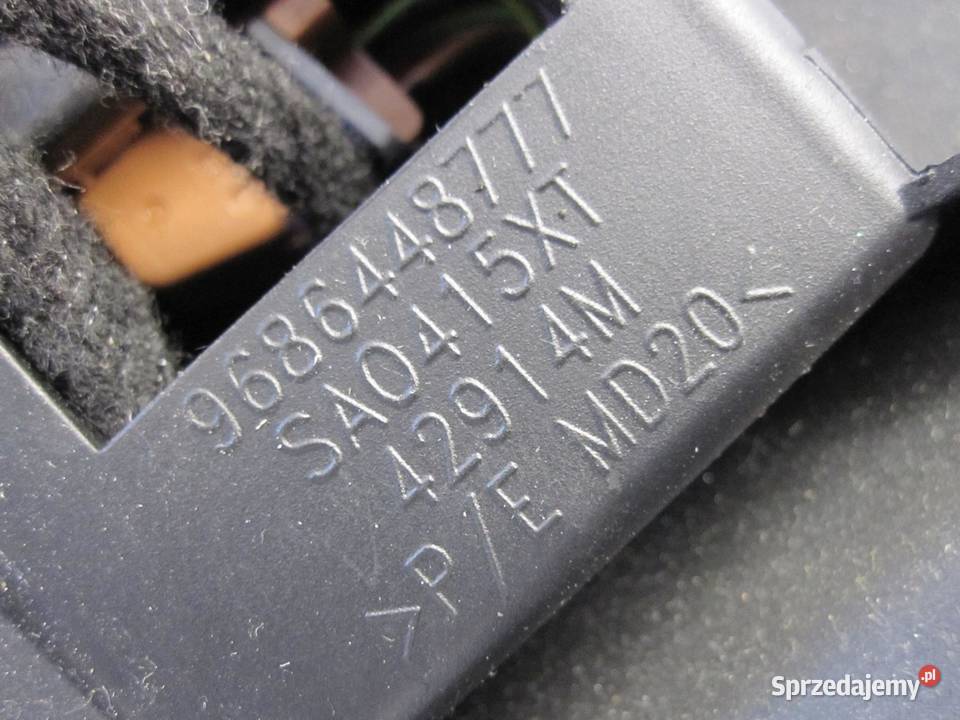 9686448777
SA0415XT
42914M
>P/E MD20<
Sprzedajemy.pl